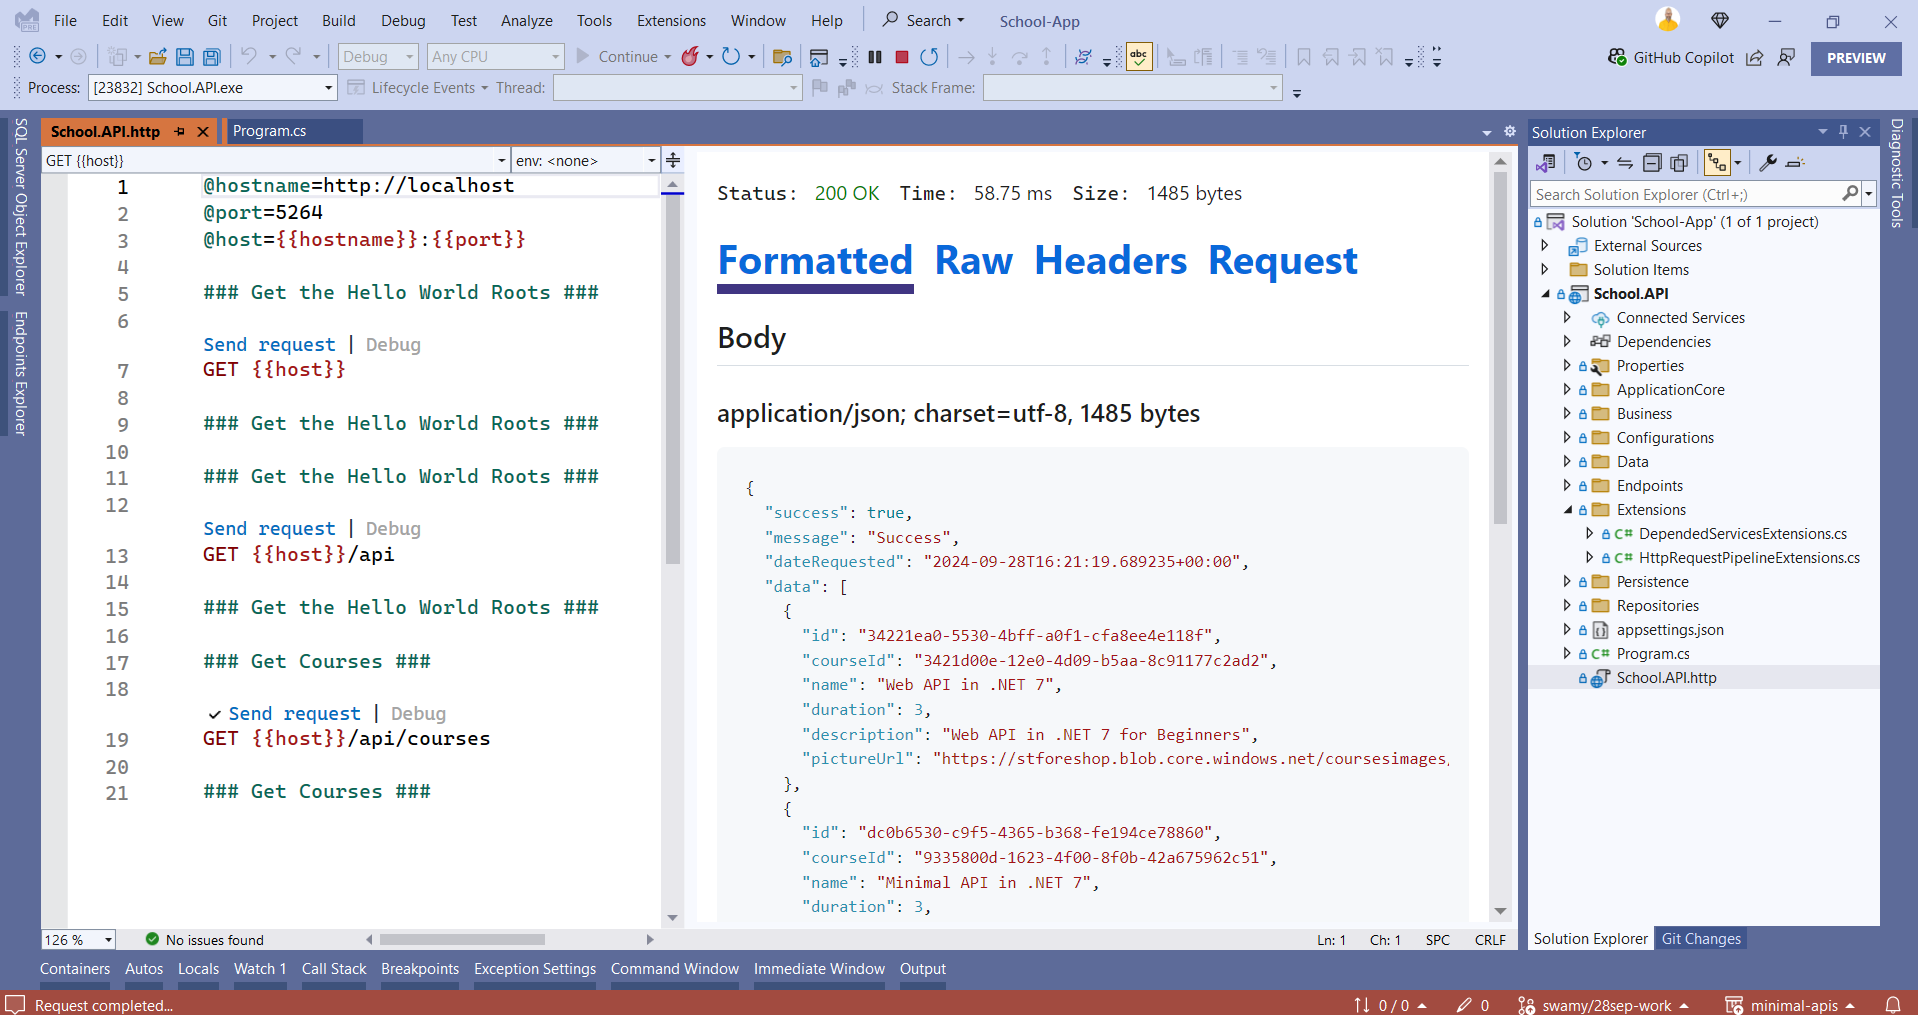 File Edit View Git Project Build Debug Test Analyze Tools Extensions Window Help Search School-App
Debug Any CPU Continue abc GitHub Copilot PREVIEW
Process: [23832] School.API.exe Lifecycle Events Thread: Stack Frame:
SQL Server Object Explorer
Endpoints Explorer
School.API.http Program.cs
GET {{host}} env: <none>
1 @hostname=http://localhost
2 @port=5264
3 @host={{hostname}}:{{port}}
4
5 ### Get the Hello World Roots ###
6
Send request | Debug
7 GET {{host}}
8
9 ### Get the Hello World Roots ###
10
11 ### Get the Hello World Roots ###
12
Send request | Debug
13 GET {{host}}/api
14
15 ### Get the Hello World Roots ###
16
17 ### Get Courses ###
18
Send request | Debug
19 GET {{host}}/api/courses
20
21 ### Get Courses ###
126 % No issues found
Status: 200 OK Time: 58.75 ms Size: 1485 bytes
Formatted Raw Headers Request
Body
application/json; charset=utf-8, 1485 bytes
{
"success": true,
"message": "Success",
"dateRequested": "2024-09-28T16:21:19.689235+00:00",
"data": [
{
"id": "34221ea0-5530-4bff-a0f1-cfa8ee4e118f",
"courseId": "3421d00e-12e0-4d09-b5aa-8c91177c2ad2",
"name": "Web API in .NET 7",
"duration": 3,
"description": "Web API in .NET 7 for Beginners",
"pictureUrl": "https://stforeshop.blob.core.windows.net/coursesimages/
},
{
"id": "dc0b6530-c9f5-4365-b368-fe194ce78860",
"courseId": "9335800d-1623-4f00-8f0b-42a675962c51",
"name": "Minimal API in .NET 7",
"duration": 3,
Ln: 1 Ch: 1 SPC CRLF
Solution Explorer
Search Solution Explorer (Ctrl+;)
Solution 'School-App' (1 of 1 project)
External Sources
Solution Items
School.API
Connected Services
Dependencies
Properties
ApplicationCore
Business
Configurations
Data
Endpoints
Extensions
C# DependedServicesExtensions.cs
C# HttpRequestPipelineExtensions.cs
Persistence
Repositories
appsettings.json
C# Program.cs
School.API.http
Solution Explorer Git Changes
Diagnostic Tools
Containers Autos Locals Watch 1 Call Stack Breakpoints Exception Settings Command Window Immediate Window Output
Request completed... 0 / 0 0 swamy/28sep-work minimal-apis